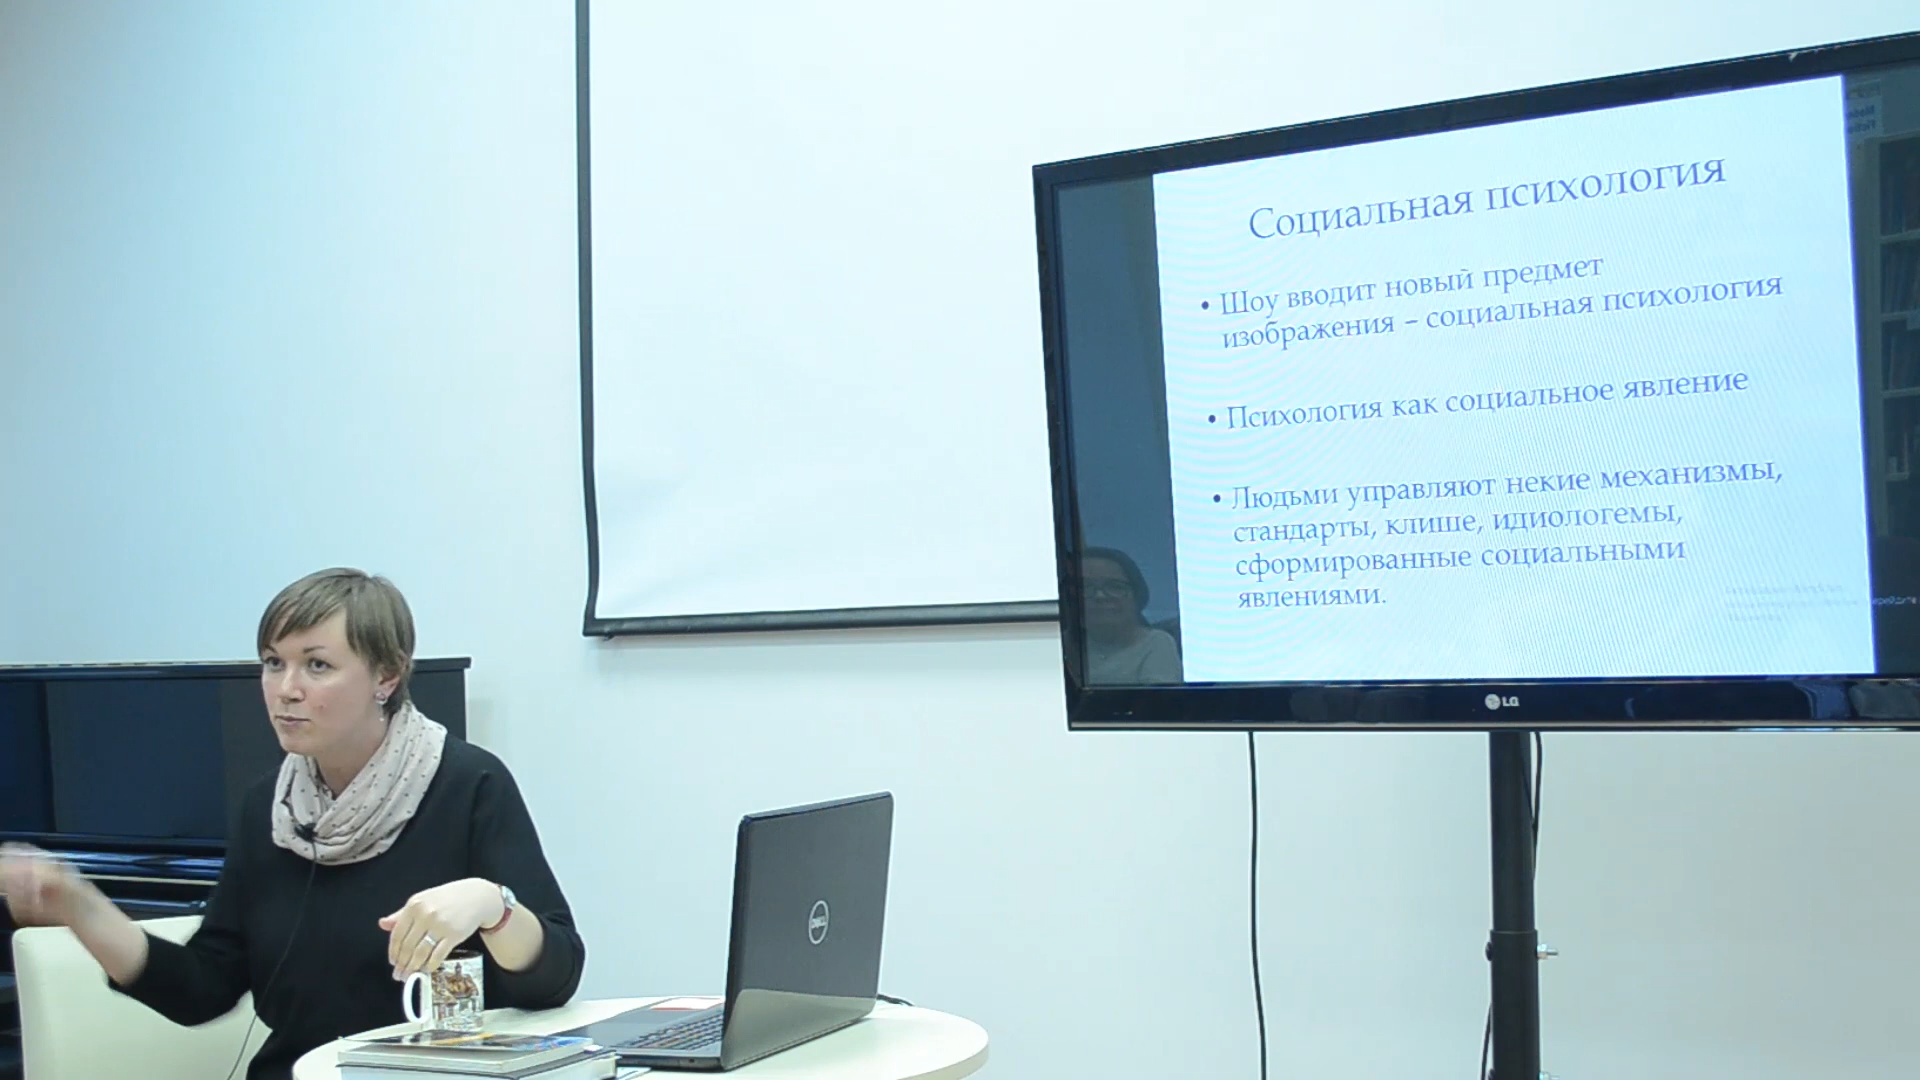 Социальная психология
• Шоу вводит новый предмет
изображения – социальная психология
• Психология как социальное явление
• Людьми управляют некие механизмы,
стандарты, клише, идиологемы,
сформированные социальными
явлениями.
LG
DELL